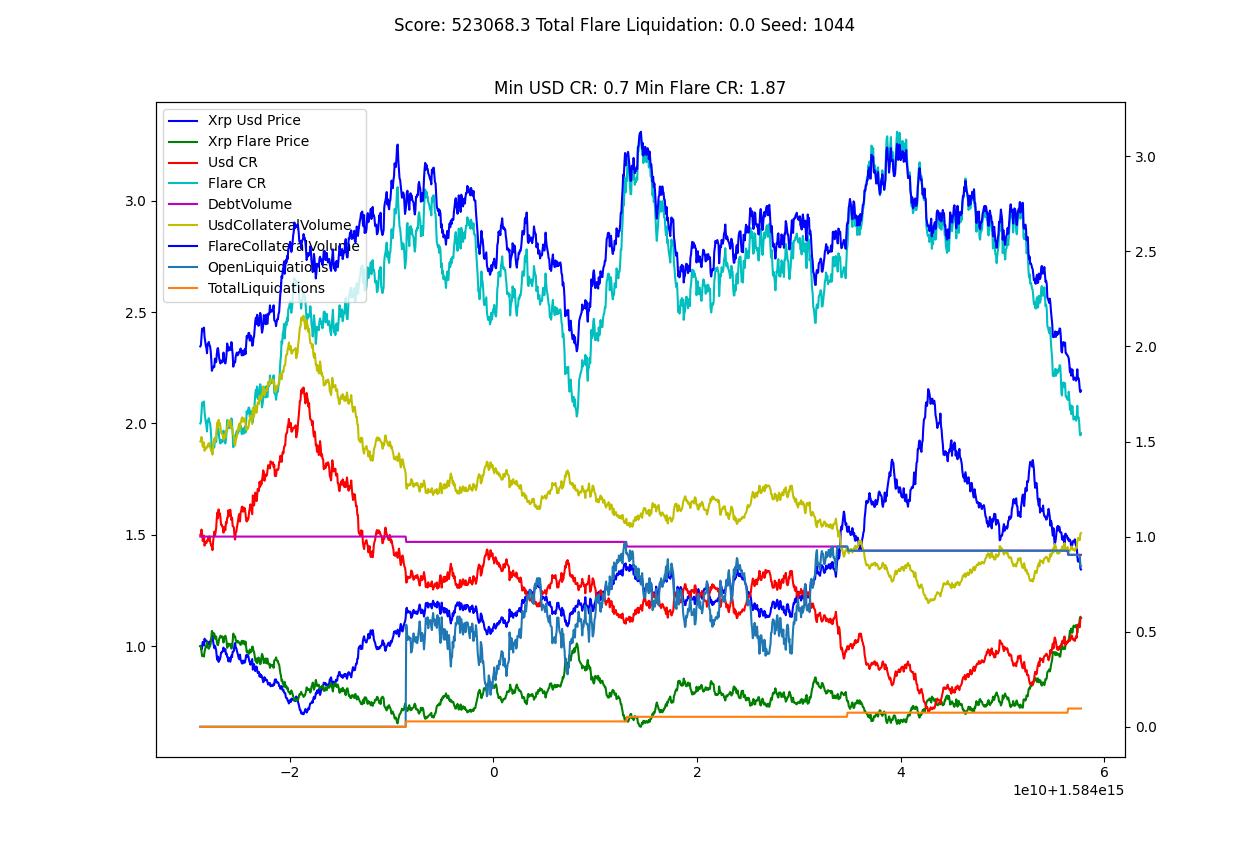 Score: 523068.3 Total Flare Liquidation: 0.0 Seed: 1044
Min USD CR: 0.7 Min Flare CR: 1.87
Xrp Usd Price
Xrp Flare Price
Usd CR
Flare CR
DebtVolume
UsdCollateralVolume
FlareCollateralVolume
OpenLiquidations
TotalLiquidations
3.0
2.5
2.0
1.5
1.0
3.0
2.5
2.0
1.5
1.0
0.5
0.0
−2 0 2 4 6
1e10+1.584e15